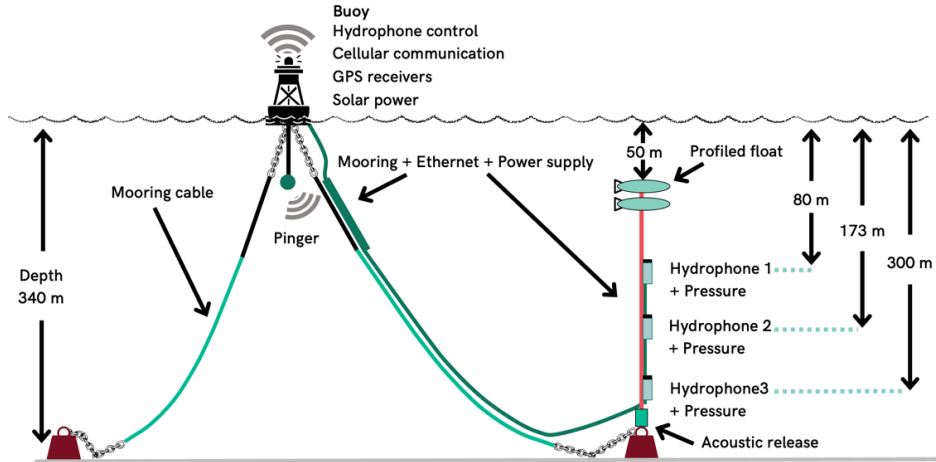 Buoy
Hydrophone control
Cellular communication
GPS receivers
Solar power
Mooring cable
Mooring + Ethernet + Power supply
50 m
Profiled float
80 m
173 m
300 m
Pinger
Depth
340 m
Hydrophone 1
+ Pressure
Hydrophone 2
+ Pressure
Hydrophone3
+ Pressure
Acoustic release